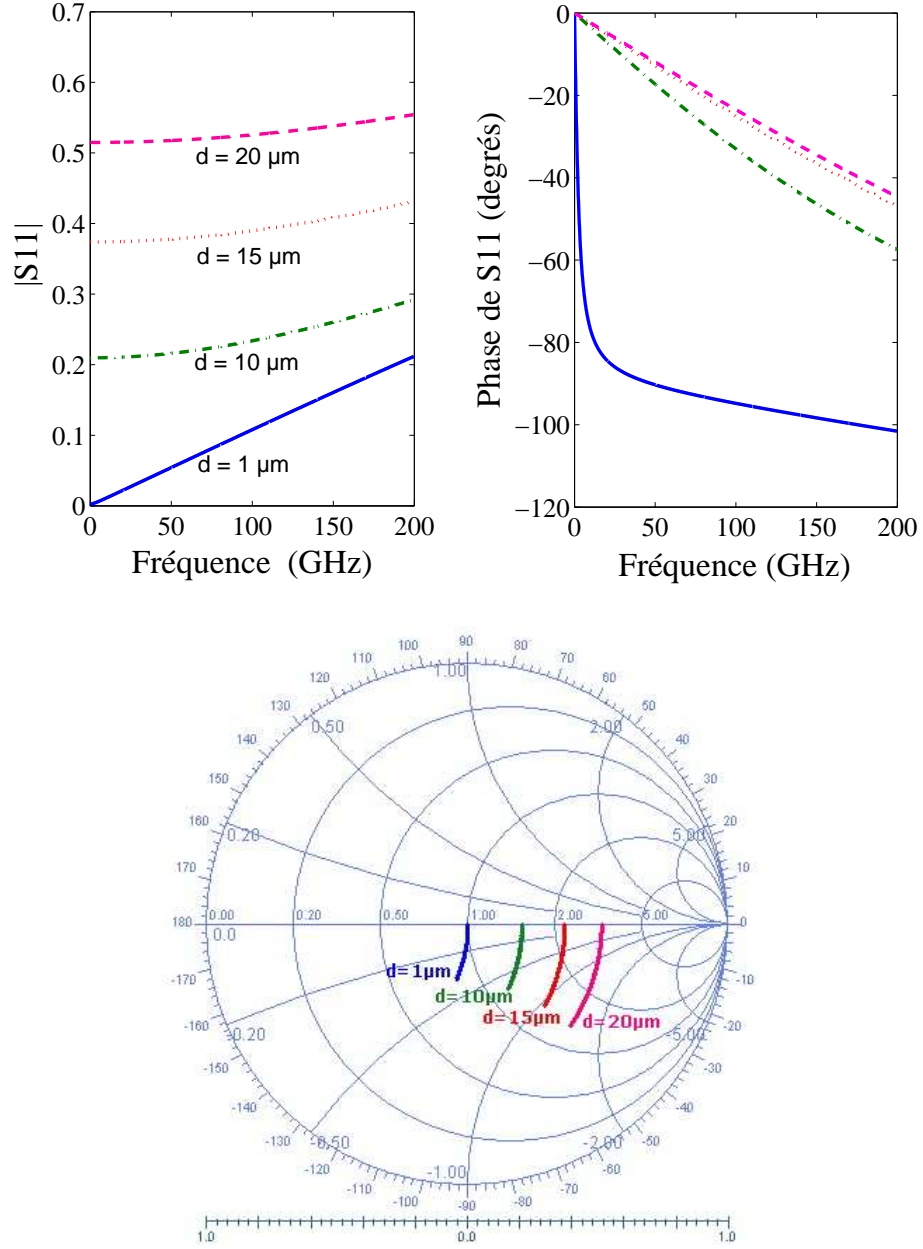 |S11|
0.7
0.6
0.5
0.4
0.3
0.2
0.1
0
d = 20 µm
d = 15 µm
d = 10 µm
d = 1 µm
0 50 100 150 200
Fréquence (GHz)
Phase de S11 (degrés)
0
−20
−40
−60
−80
−100
−120
0 50 100 150 200
Fréquence (GHz)
90
100 80
110 70
120 60
130 50
140 40
150 30
160 20
170 10
180 0
-170 -10
-160 -20
-150 -30
-140 -40
-130 -50
-120 -60
-110 -70
-100 -80
-90
1.00
0.50 2.00
0.20 5.00
0.00 0.20 0.50 1.00 2.00 5.00
0.0
d=1µm
d=10µm
d=15µm
d=20µm
-0.20 -5.00
-0.50 -2.00
-1.00
1.0 0.0 1.0